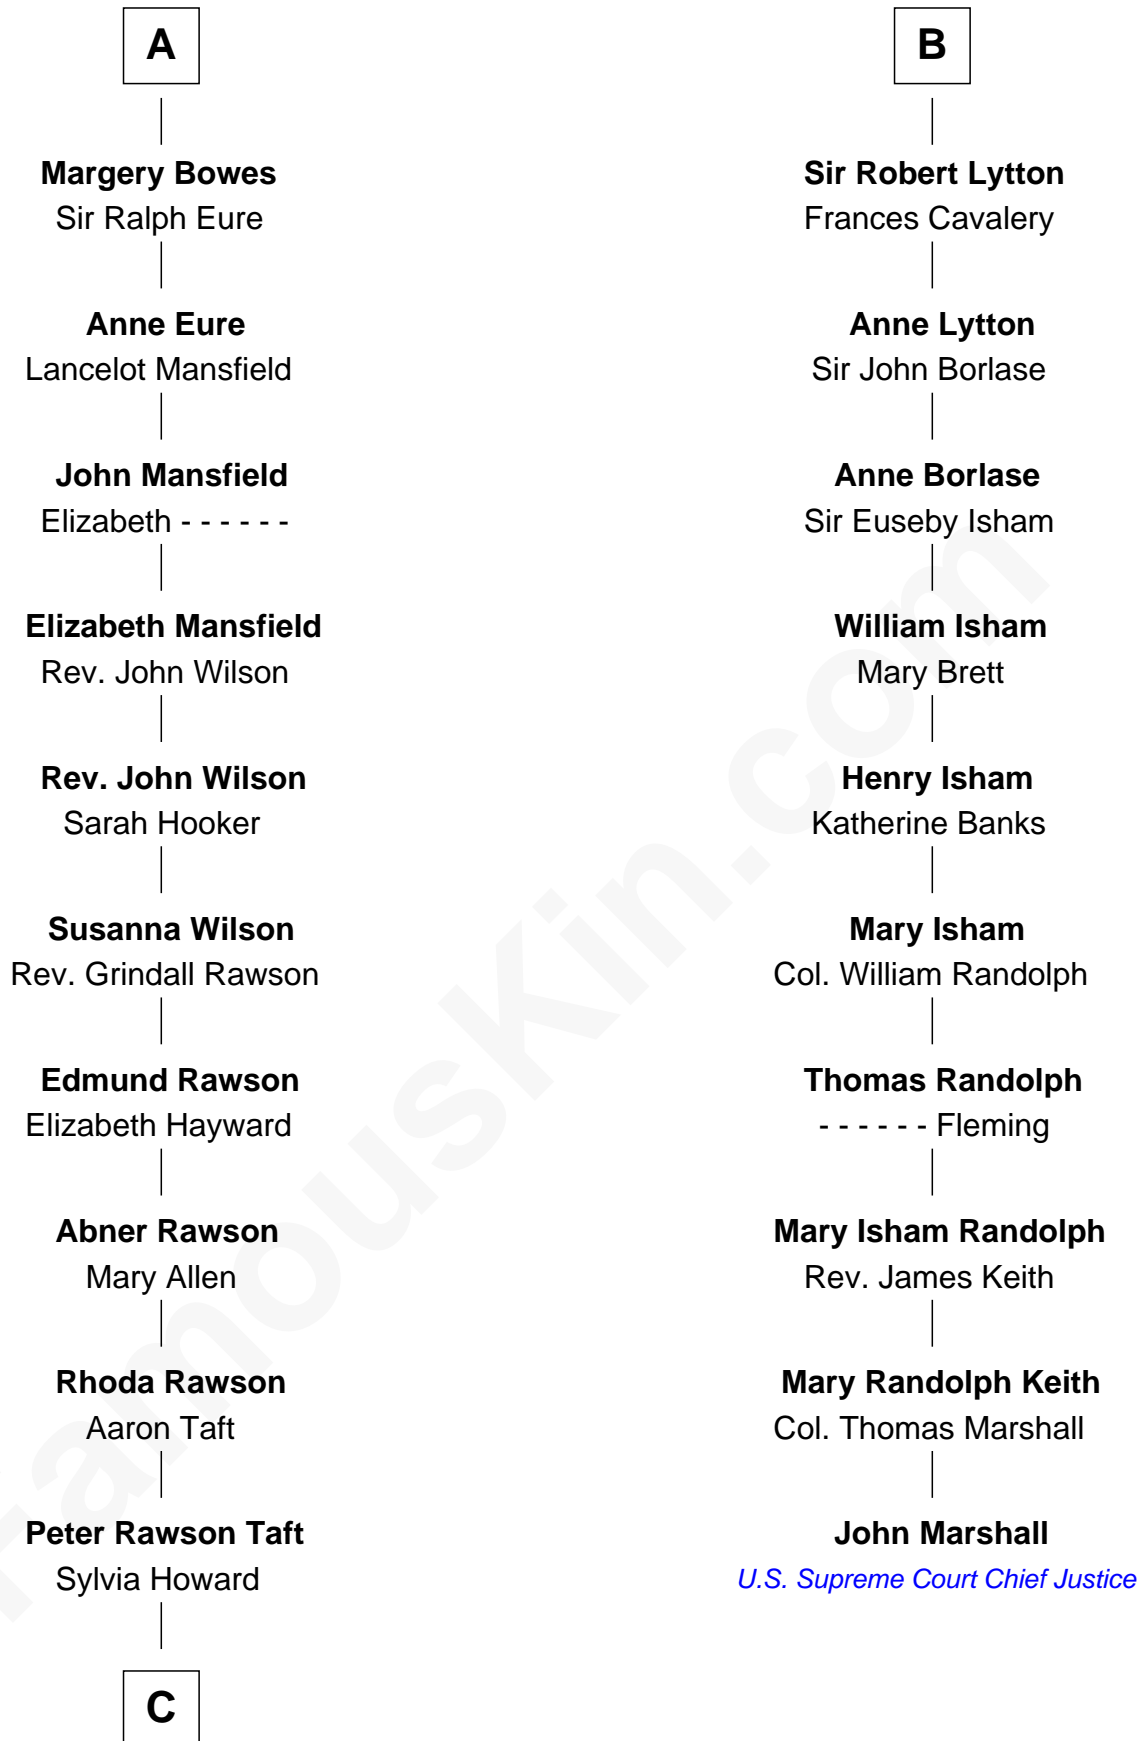 A
Margery Bowes
Sir Ralph Eure
Anne Eure
Lancelot Mansfield
John Mansfield
Elizabeth - - - - - -
Elizabeth Mansfield
Rev. John Wilson
Rev. John Wilson
Sarah Hooker
Susanna Wilson
Rev. Grindall Rawson
Edmund Rawson
Elizabeth Hayward
Abner Rawson
Mary Allen
Rhoda Rawson
Aaron Taft
Peter Rawson Taft
Sylvia Howard
C
B
Sir Robert Lytton
Frances Cavalery
Anne Lytton
Sir John Borlase
Anne Borlase
Sir Euseby Isham
William Isham
Mary Brett
Henry Isham
Katherine Banks
Mary Isham
Col. William Randolph
Thomas Randolph
- - - - - - Fleming
Mary Isham Randolph
Rev. James Keith
Mary Randolph Keith
Col. Thomas Marshall
John Marshall
U.S. Supreme Court Chief Justice
FamousKin.com